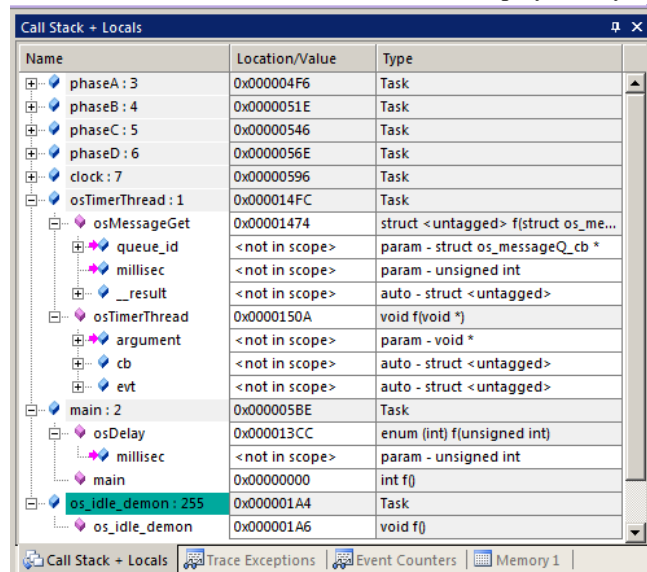 Call Stack + Locals
Name Location/Value Type
phaseA : 3 0x000004F6 Task
phaseB : 4 0x0000051E Task
phaseC : 5 0x00000546 Task
phaseD : 6 0x0000056E Task
clock : 7 0x00000596 Task
osTimerThread : 1 0x000014FC Task
osMessageGet 0x00001474 struct <untagged> f(struct os_me...
queue_id <not in scope> param - struct os_messageQ_cb *
millisec <not in scope> param - unsigned int
__result <not in scope> auto - struct <untagged>
osTimerThread 0x0000150A void f(void *)
argument <not in scope> param - void *
cb <not in scope> auto - struct <untagged>
evt <not in scope> auto - struct <untagged>
main : 2 0x000005BE Task
osDelay 0x000013CC enum (int) f(unsigned int)
millisec <not in scope> param - unsigned int
main 0x00000000 int f()
os_idle_demon : 255 0x000001A4 Task
os_idle_demon 0x000001A6 void f()
Call Stack + Locals Trace Exceptions Event Counters Memory 1